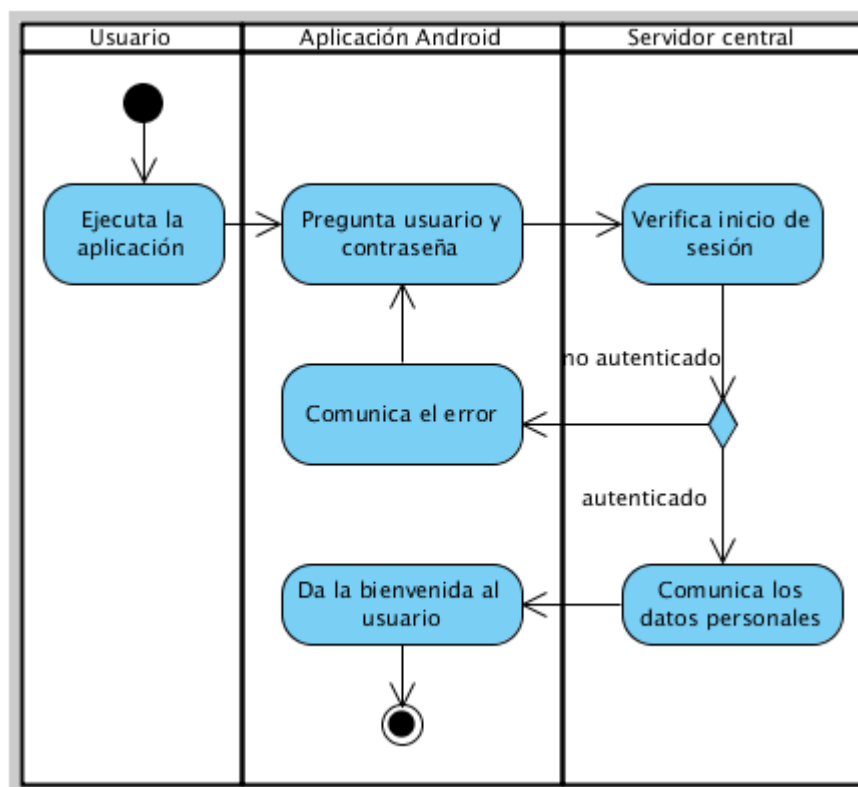 Usuario
Aplicación Android
Servidor central
Ejecuta la
aplicación
Pregunta usuario y
contraseña
Verifica inicio de
sesión
no autenticado
Comunica el error
autenticado
Da la bienvenida al
usuario
Comunica los
datos personales